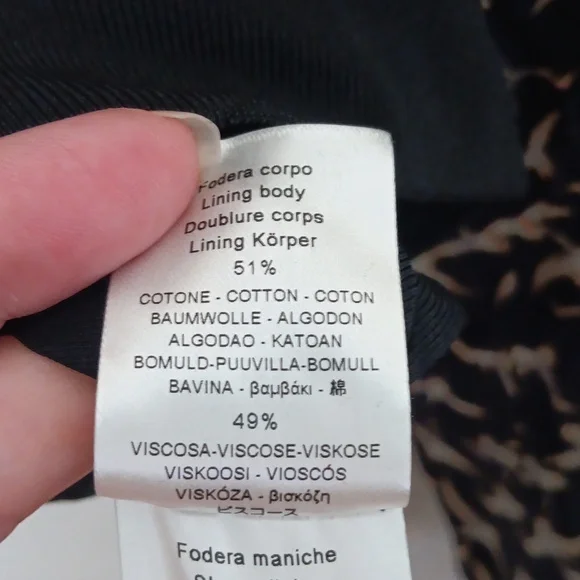 Fodera corpo
Lining body
Doublure corps
Lining Körper
51%
COTONE - COTTON - COTON
BAUMWOLLE - ALGODON
ALGODAO - KATOAN
BOMULD-PUUVILLA-BOMULL
BAVINA - βαμβάκι - 棉
49%
VISCOSA-VISCOSE-VISKOSE
VISKOOSI - VIOSCÓS
VISKÓZA - βισκόζη
ビスコース
Fodera maniche